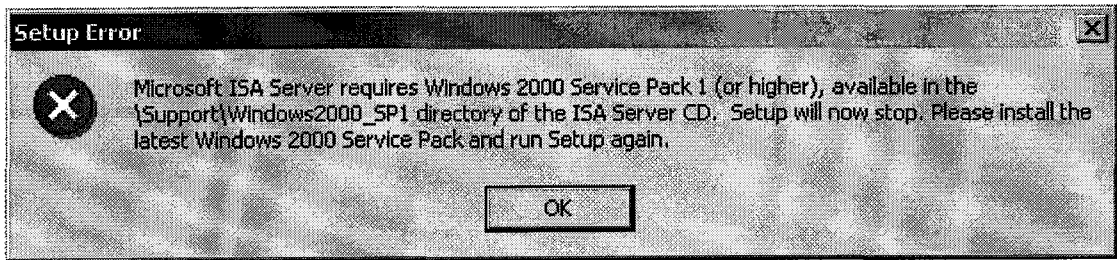 Setup Error
Microsoft ISA Server requires Windows 2000 Service Pack 1 (or higher), available in the
\Support\Windows2000_SP1 directory of the ISA Server CD.  Setup will now stop. Please install the
latest Windows 2000 Service Pack and run Setup again.
OK